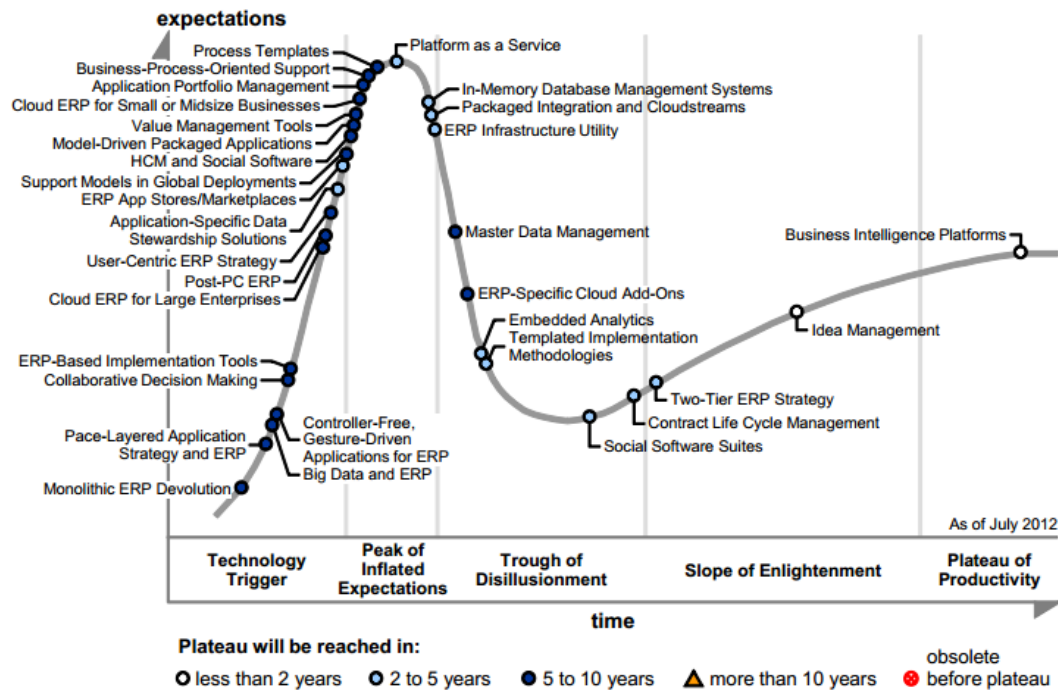 expectations
Process Templates
Business-Process-Oriented Support
Application Portfolio Management
Cloud ERP for Small or Midsize Businesses
Value Management Tools
Model-Driven Packaged Applications
HCM and Social Software
Support Models in Global Deployments
ERP App Stores/Marketplaces
Application-Specific Data
Stewardship Solutions
User-Centric ERP Strategy
Post-PC ERP
Cloud ERP for Large Enterprises
ERP-Based Implementation Tools
Collaborative Decision Making
Pace-Layered Application
Strategy and ERP
Monolithic ERP Devolution
Controller-Free,
Gesture-Driven
Applications for ERP
Big Data and ERP
Platform as a Service
In-Memory Database Management Systems
Packaged Integration and Cloudstreams
ERP Infrastructure Utility
Master Data Management
ERP-Specific Cloud Add-Ons
Embedded Analytics
Templated Implementation
Methodologies
Two-Tier ERP Strategy
Contract Life Cycle Management
Social Software Suites
Business Intelligence Platforms
Idea Management
As of July 2012
Technology
Trigger
Peak of
Inflated
Expectations
Trough of
Disillusionment
Slope of Enlightenment
Plateau of
Productivity
time
Plateau will be reached in:
less than 2 years
2 to 5 years
5 to 10 years
more than 10 years
obsolete
before plateau